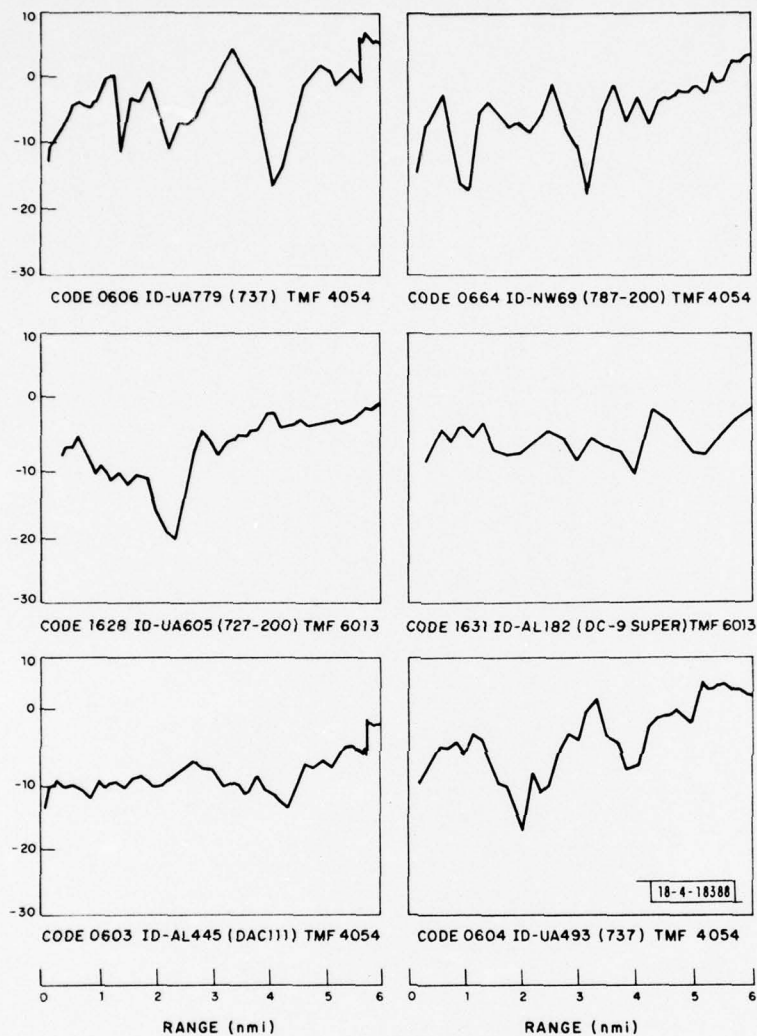 10
0
-10
-20
-30
CODE 0606 ID-UA779 (737) TMF 4054
CODE 0664 ID-NW69 (787-200) TMF 4054
10
0
-10
-20
-30
CODE 1628 ID-UA605 (727-200) TMF 6013
CODE 1631 ID-AL182 (DC-9 SUPER) TMF 6013
10
0
-10
-20
-30
18-4-18388
CODE 0603 ID-AL445 (DAC111) TMF 4054
CODE 0604 ID-UA493 (737) TMF 4054
0 1 2 3 4 5 6
0 1 2 3 4 5 6
RANGE (nmi)
RANGE (nmi)